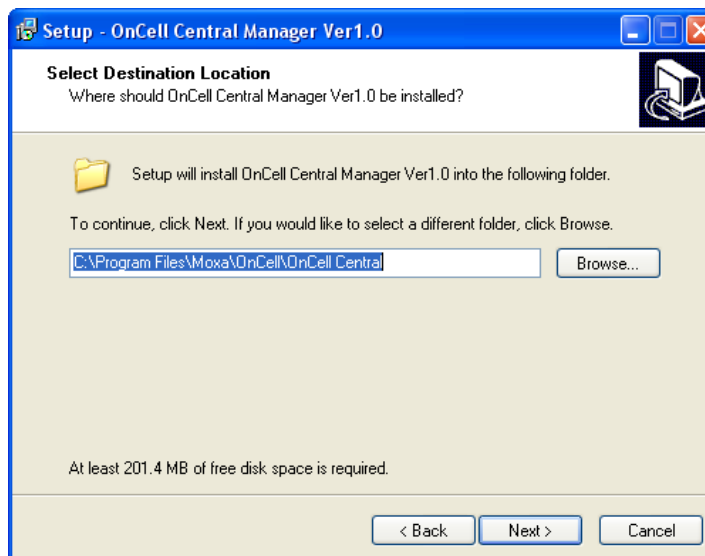 Setup - OnCell Central Manager Ver1.0
Select Destination Location
Where should OnCell Central Manager Ver1.0 be installed?
Setup will install OnCell Central Manager Ver1.0 into the following folder.
To continue, click Next. If you would like to select a different folder, click Browse.
C:\Program Files\Moxa\OnCell\OnCell Central
Browse...
At least 201.4 MB of free disk space is required.
< Back
Next >
Cancel